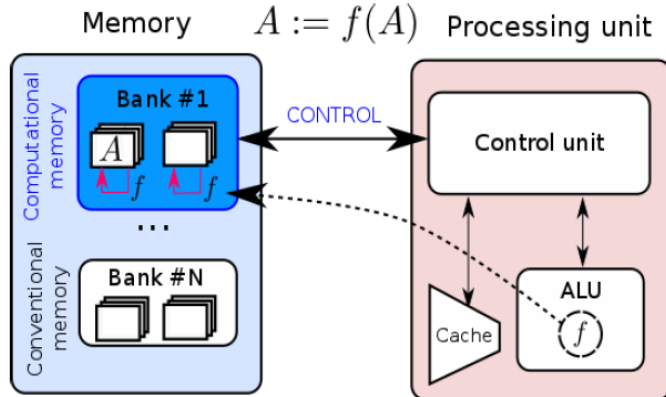 Memory
A := f(A)
Processing unit
Computational
memory
Bank #1
A
f
f
...
CONTROL
Control unit
Conventional
memory
Bank #N
Cache
ALU
f